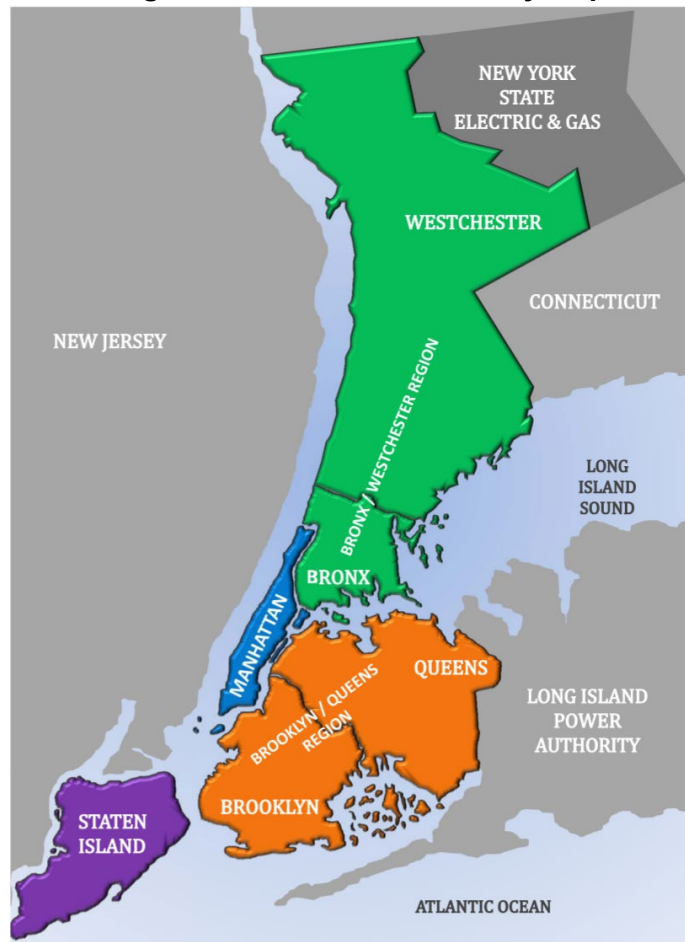 NEW YORK
STATE
ELECTRIC & GAS
WESTCHESTER
CONNECTICUT
NEW JERSEY
BRONX / WESTCHESTER REGION
LONG
ISLAND
SOUND
BRONX
MANHATTAN
QUEENS
BROOKLYN / QUEENS
REGION
LONG ISLAND
POWER
AUTHORITY
BROOKLYN
STATEN
ISLAND
ATLANTIC OCEAN